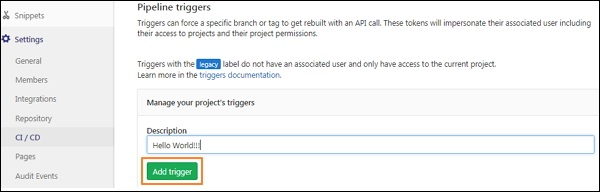 Snippets
Settings
General
Members
Integrations
Repository
CI / CD
Pages
Audit Events
Pipeline triggers
Triggers can force a specific branch or tag to get rebuilt with an API call. These tokens will impersonate their associated user including
their access to projects and their project permissions.
Triggers with the legacy label do not have an associated user and only have access to the current project.
Learn more in the triggers documentation.
Manage your project's triggers
Description
Hello World!!!
Add trigger